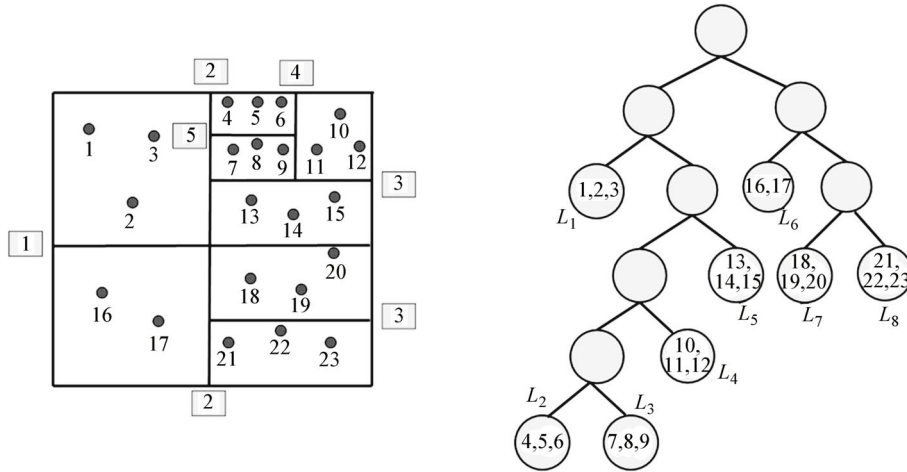 2 4
4 5 6
10
1 3 5
7 8 9 11 12
3
13 14 15
2
1
20
18 19
16
17
3
21 22 23
2
1,2,3
L₁
16,17
L₆
13,
14,15
L₅
18,
19,20
L₇
21,
22,23
L₈
10,
11,12
L₄
L₂ L₃
4,5,6 7,8,9